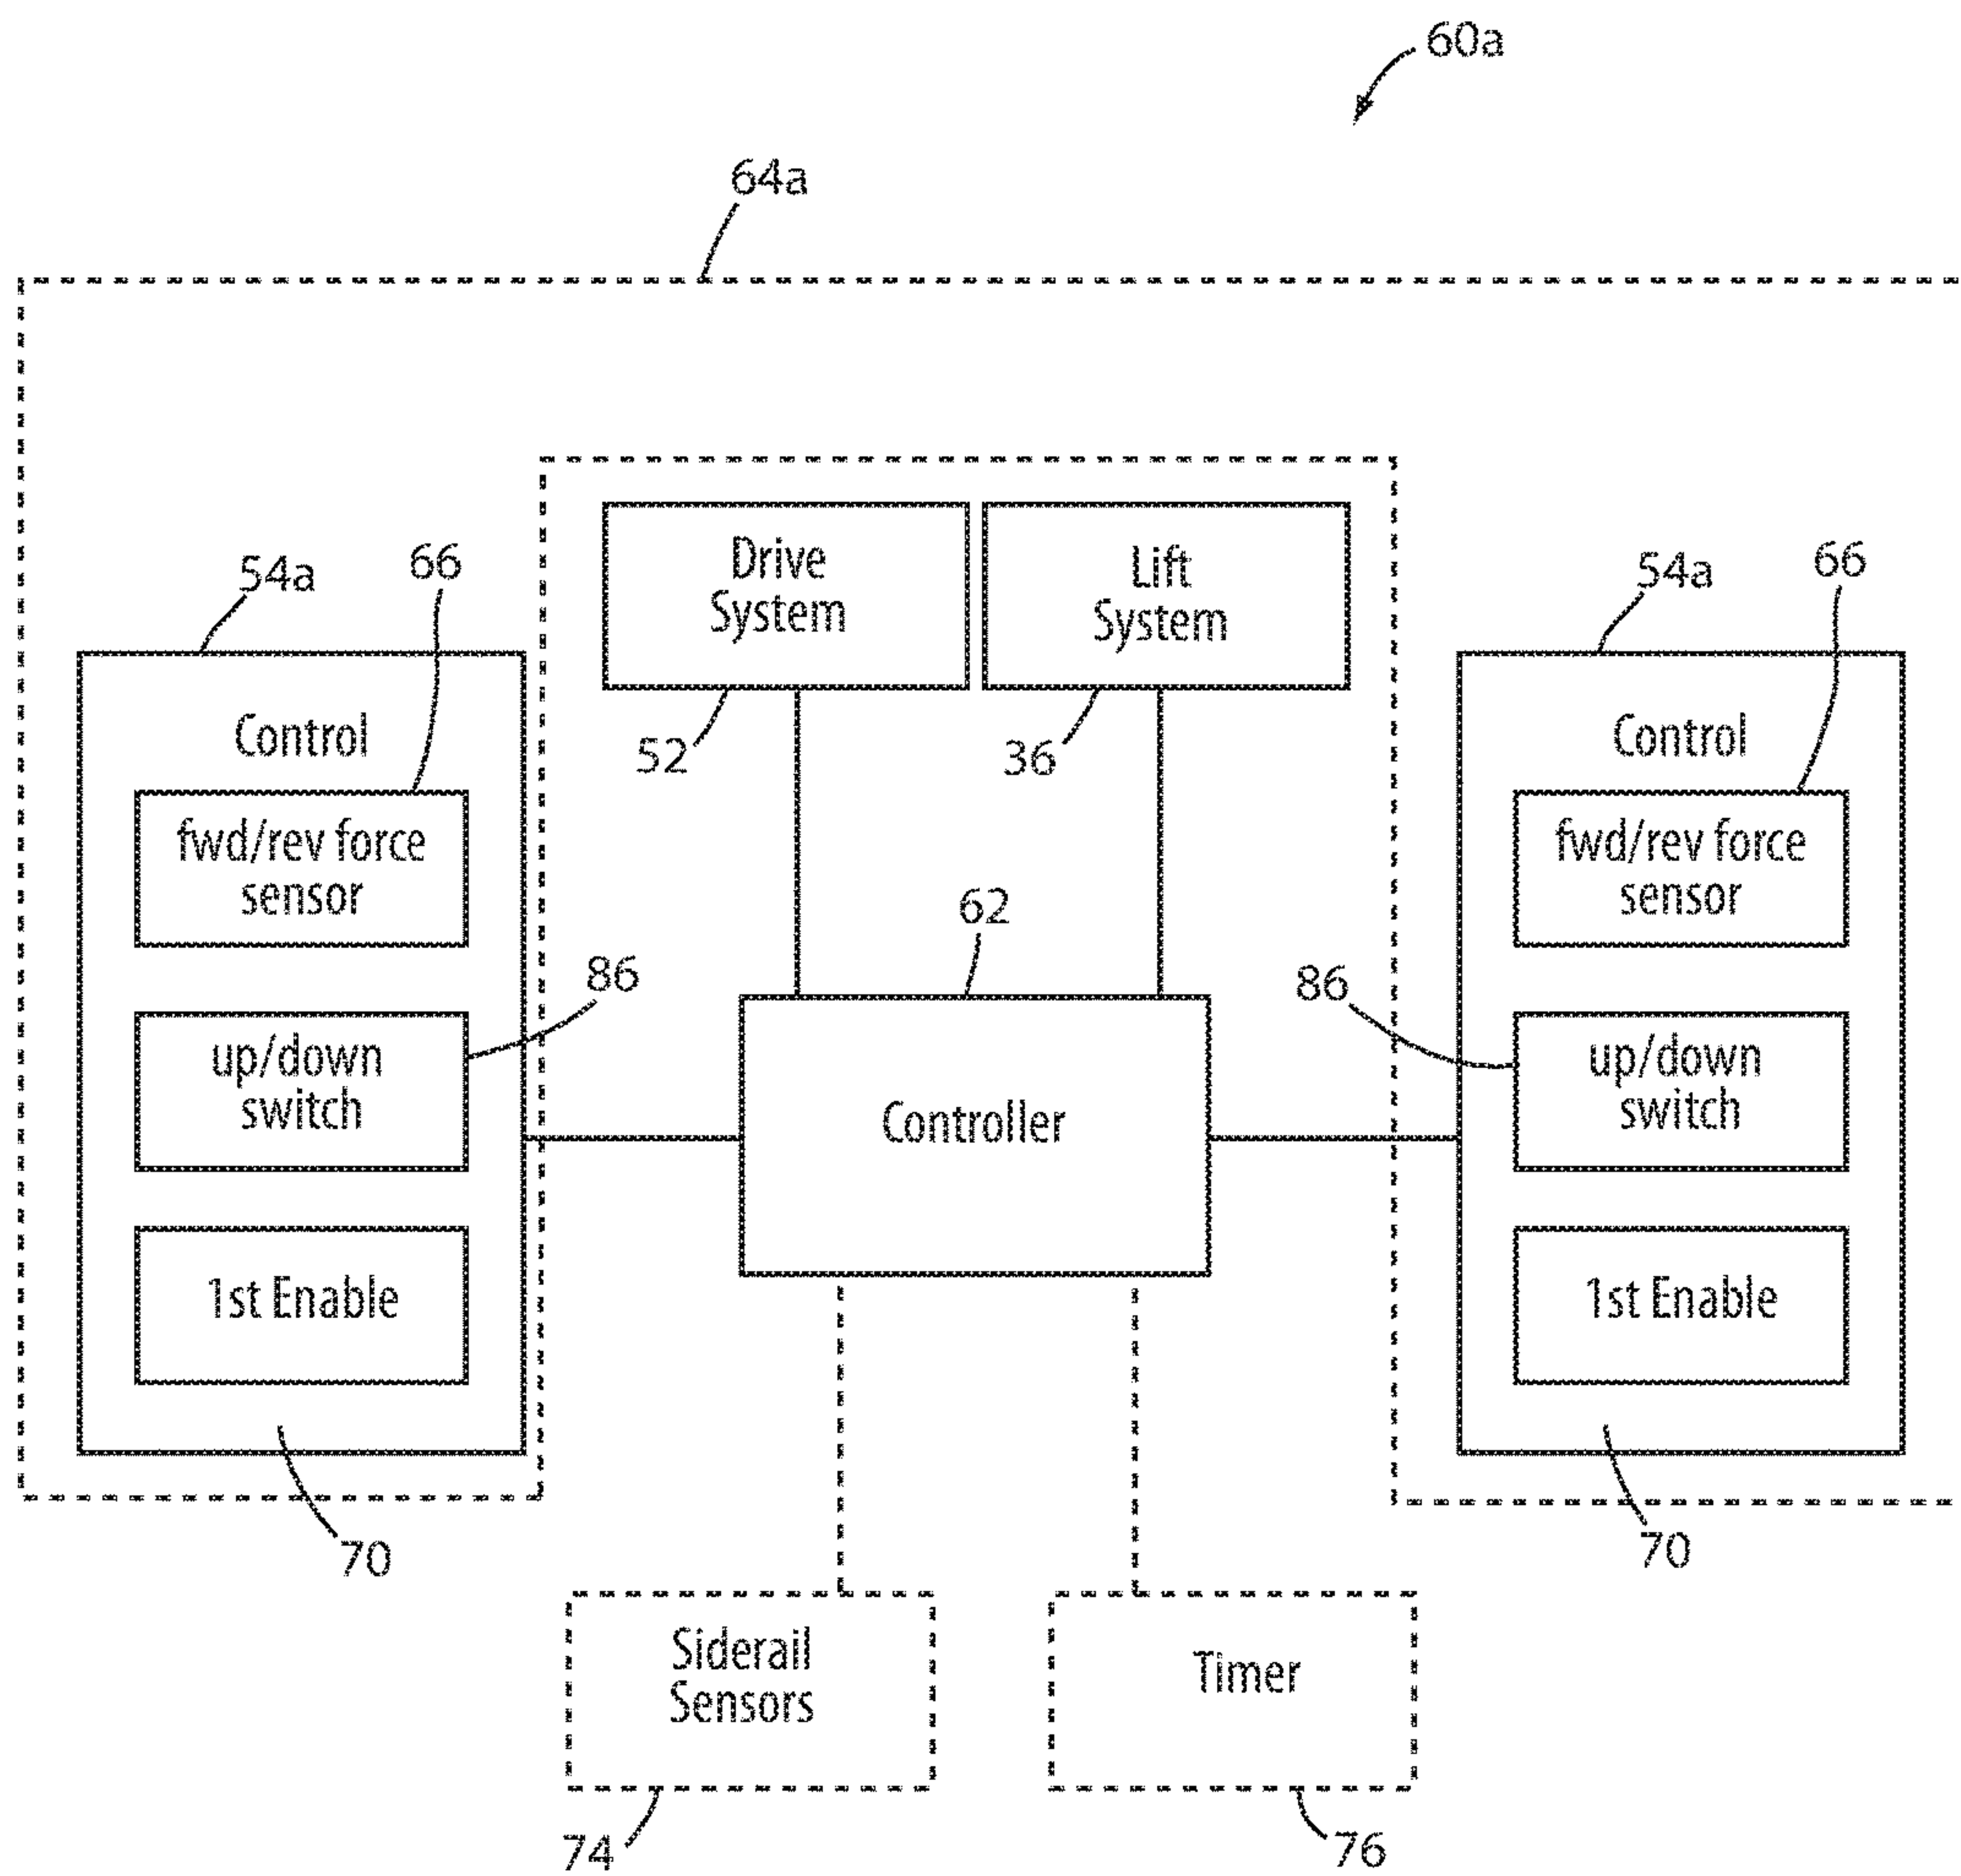 60a
64a
54a
66
Drive
System
Lift
System
54a
66
52
36
Control
fwd/rev force
sensor
Control
fwd/rev force
sensor
62
86
86
up/down
switch
Controller
up/down
switch
1st Enable
1st Enable
70
70
Siderail
Sensors
Timer
74
76